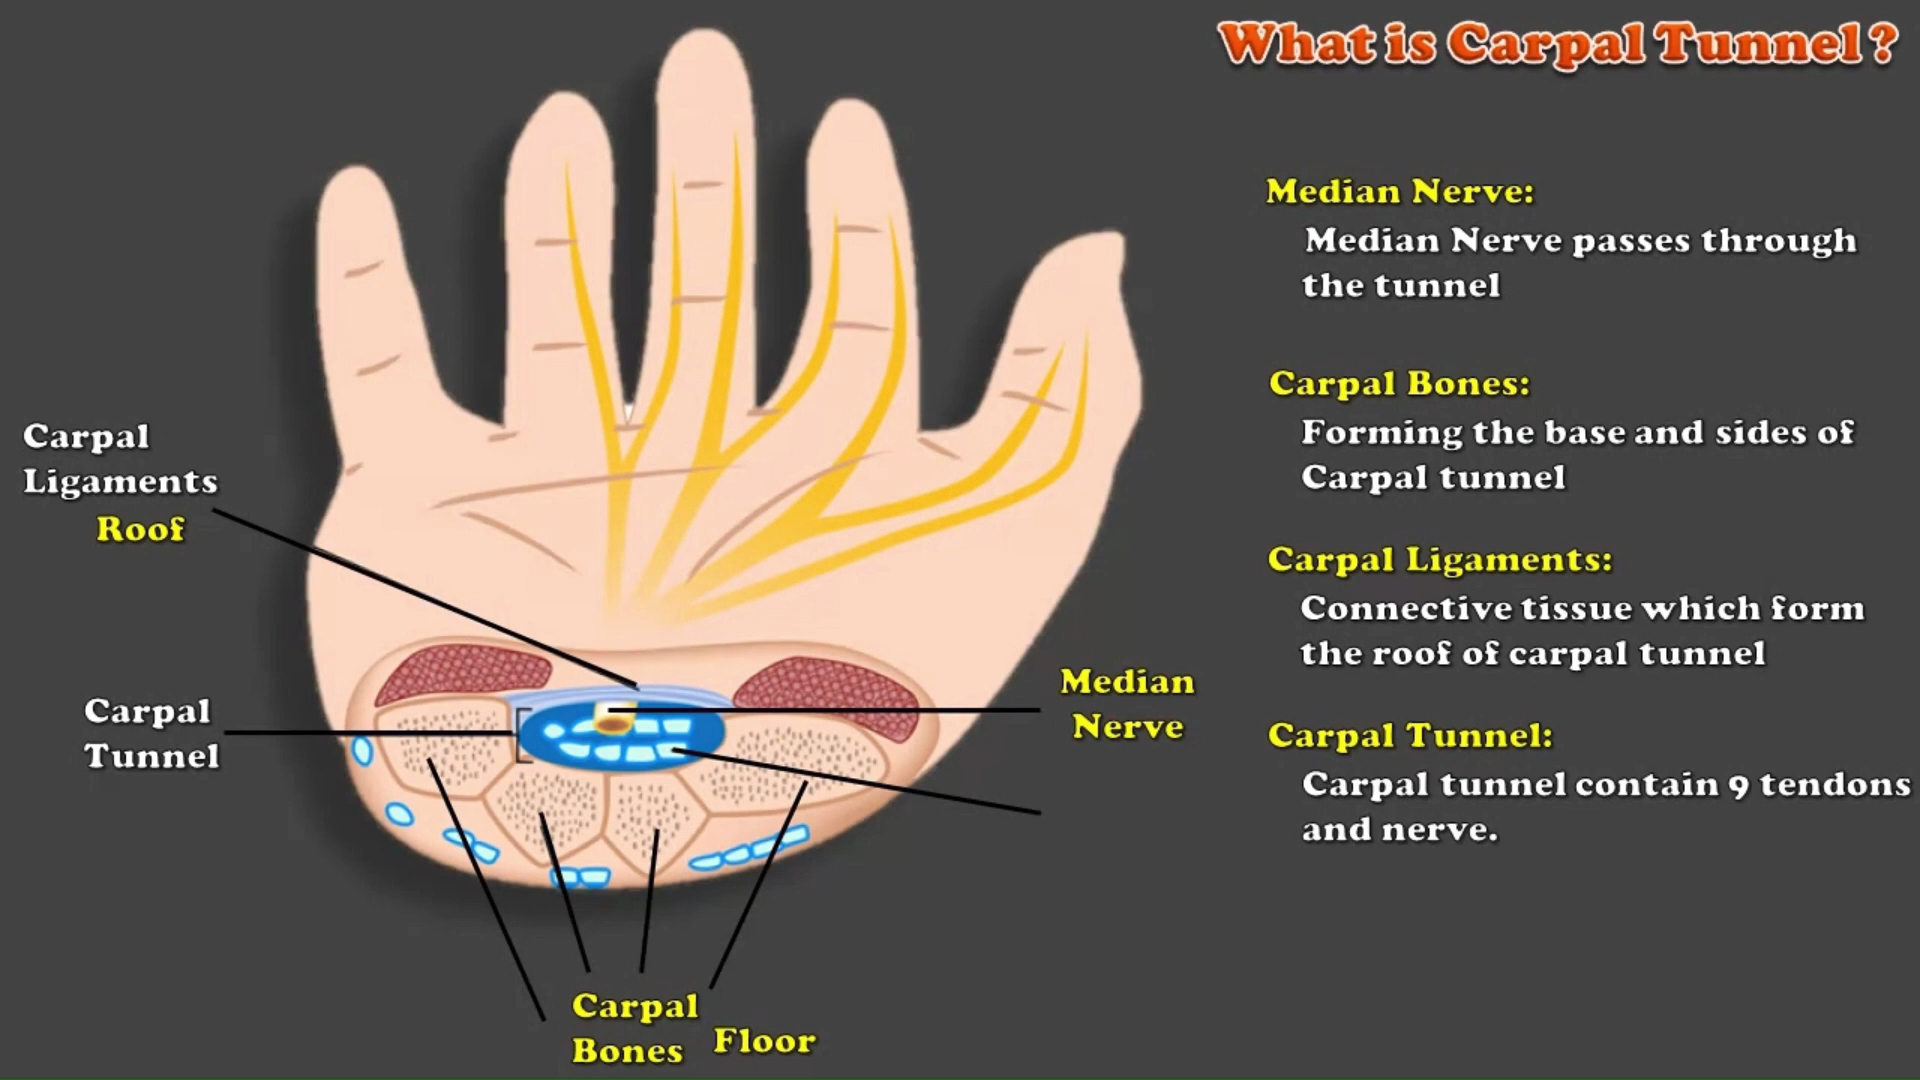 What is Carpal Tunnel?
Median Nerve:
Median Nerve passes through
the tunnel
Carpal Bones:
Forming the base and sides of
Carpal tunnel
Carpal Ligaments:
Connective tissue which form
the roof of carpal tunnel
Carpal Tunnel:
Carpal tunnel contain 9 tendons
and nerve.
Carpal
Ligaments
Roof
Carpal
Tunnel
Median
Nerve
Carpal
Bones
Floor